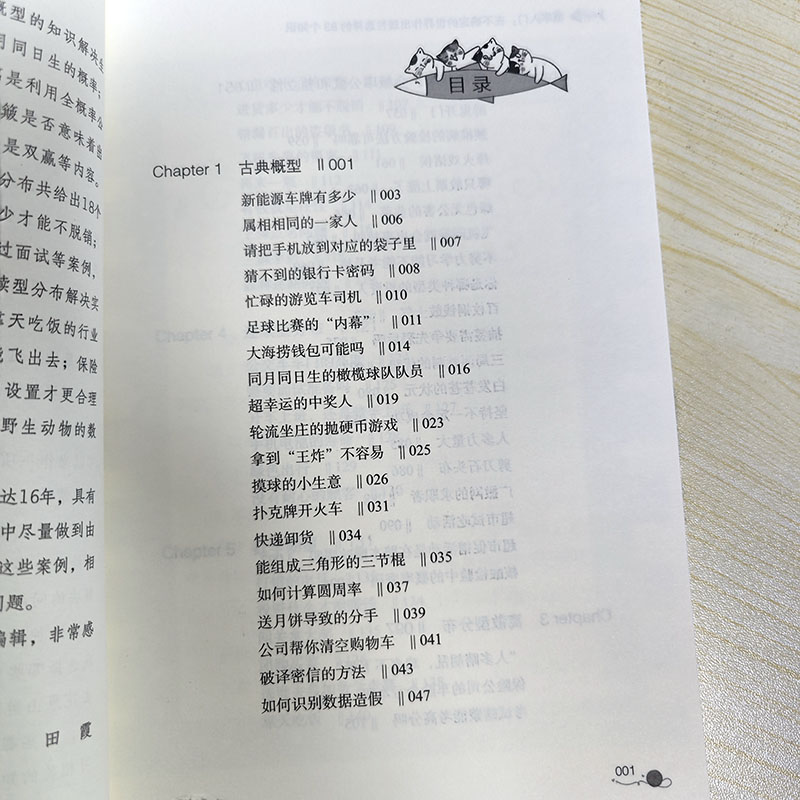 概型的知识解决生
同月同日生的概率；
是利用全概率公
是否意味着出
是双赢等内容。
分布共给出18个
少才能不脱销；
过面试等案例，
型分布解决实
天吃饭的行业
飞出去；保险
设置才更合理
野生动物的数
达16年，具有
中尽量做到由
这些案例，相
问题。
编辑，非常感
田 霞
目录
Chapter 1 古典概型 ‖001
新能源车牌有多少 ‖003
属相相同的一家人 ‖006
请把手机放到对应的袋子里 ‖007
猜不到的银行卡密码 ‖008
忙碌的游览车司机 ‖010
足球比赛的“内幕” ‖011
大海捞钱包可能吗 ‖014
同月同日生的橄榄球队队员 ‖016
超幸运的中奖人 ‖019
轮流坐庄的抛硬币游戏 ‖023
拿到“王炸”不容易 ‖025
摸球的小生意 ‖026
扑克牌开火车 ‖031
快递卸货 ‖034
能组成三角形的三节棍 ‖035
如何计算圆周率 ‖037
送月饼导致的分手 ‖039
公司帮你清空购物车 ‖041
破译密信的方法 ‖043
如何识别数据造假 ‖047
001